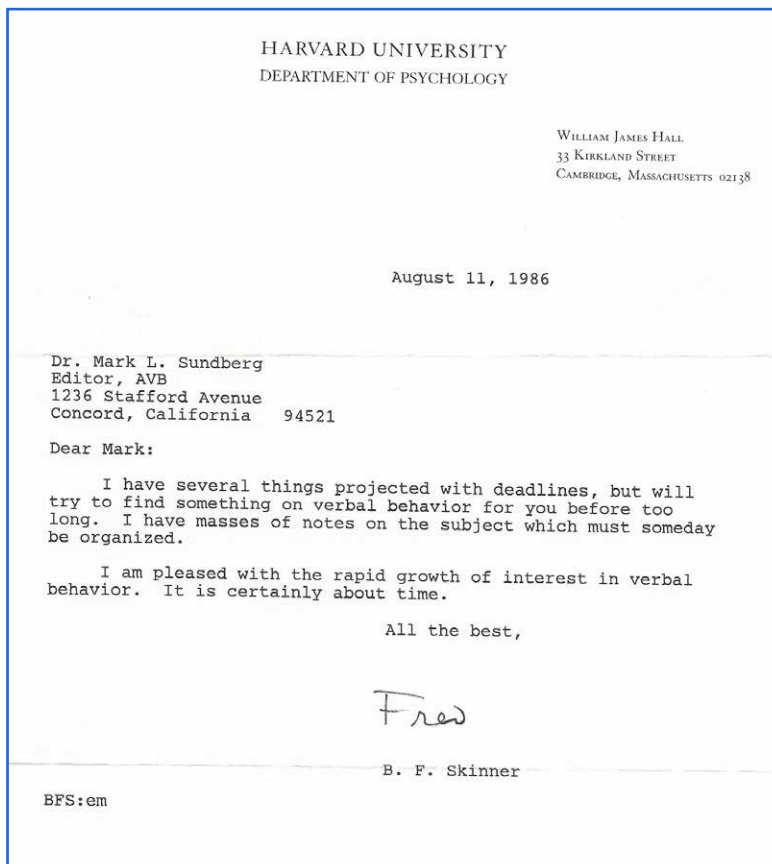 HARVARD UNIVERSITY
DEPARTMENT OF PSYCHOLOGY
WILLIAM JAMES HALL
33 KIRKLAND STREET
CAMBRIDGE, MASSACHUSETTS 02138
August 11, 1986
Dr. Mark L. Sundberg
Editor, AVB
1236 Stafford Avenue
Concord, California 94521
Dear Mark:
I have several things projected with deadlines, but will
try to find something on verbal behavior for you before too
long. I have masses of notes on the subject which must someday
be organized.
I am pleased with the rapid growth of interest in verbal
behavior. It is certainly about time.
All the best,
Fred
B. F. Skinner
BFS:em